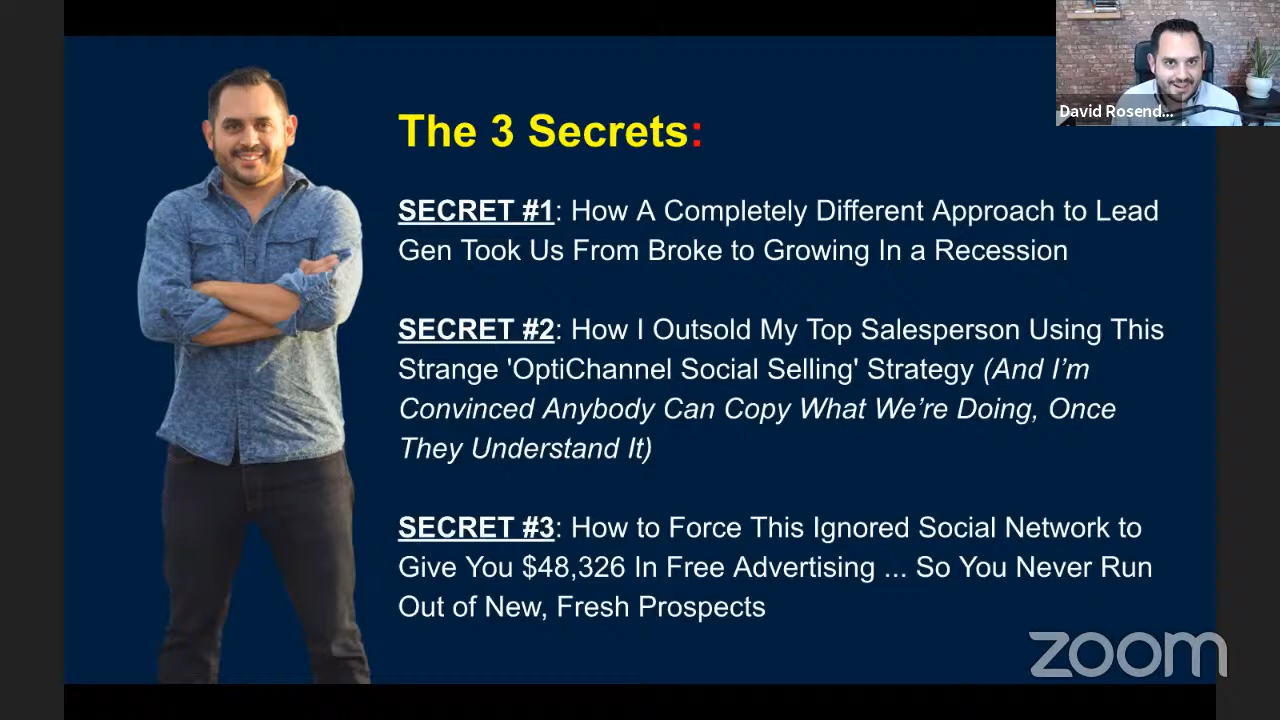 David Rosend...
The 3 Secrets:
SECRET #1: How A Completely Different Approach to Lead
Gen Took Us From Broke to Growing In a Recession
SECRET #2: How I Outsold My Top Salesperson Using This
Strange 'OptiChannel Social Selling' Strategy (And I’m
Convinced Anybody Can Copy What We’re Doing, Once
They Understand It)
SECRET #3: How to Force This Ignored Social Network to
Give You $48,326 In Free Advertising ... So You Never Run
Out of New, Fresh Prospects
zoom